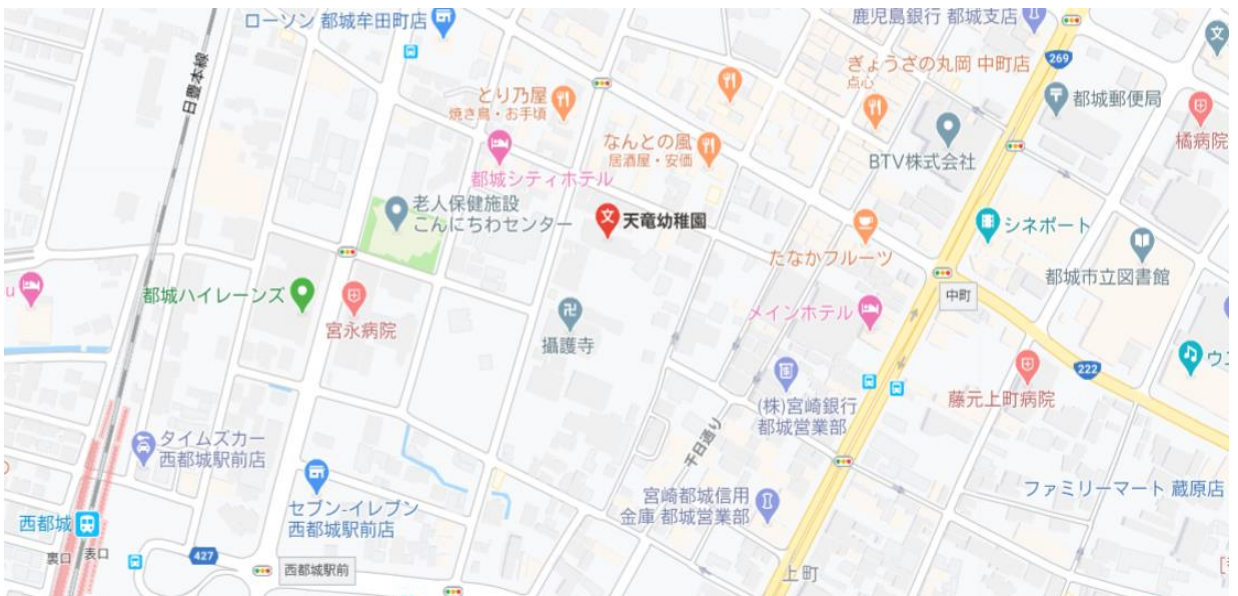 ローソン 都城牟田町店
鹿児島銀行 都城支店
269
文
日豊本線
ぎょうざの丸岡 中町店
点心
とり乃屋
焼き鳥・お手頃
都城郵便局
橘病院
なんとの風
居酒屋・安価
BTV株式会社
都城シティホテル
老人保健施設
こんにちわセンター
文
天竜幼稚園
シネポート
たなかフルーツ
都城市立図書館
u
都城ハイレーンズ
中町
宮永病院
卍
攝護寺
メインホテル
222
藤元上町病院
(株)宮崎銀行
都城営業部
千日通り
タイムズカー
西都城駅前店
宮崎都城信用
金庫 都城営業部
ファミリーマート 蔵原店
セブン-イレブン
西都城駅前店
西都城
裏口
表口
427
西都城駅前
上町